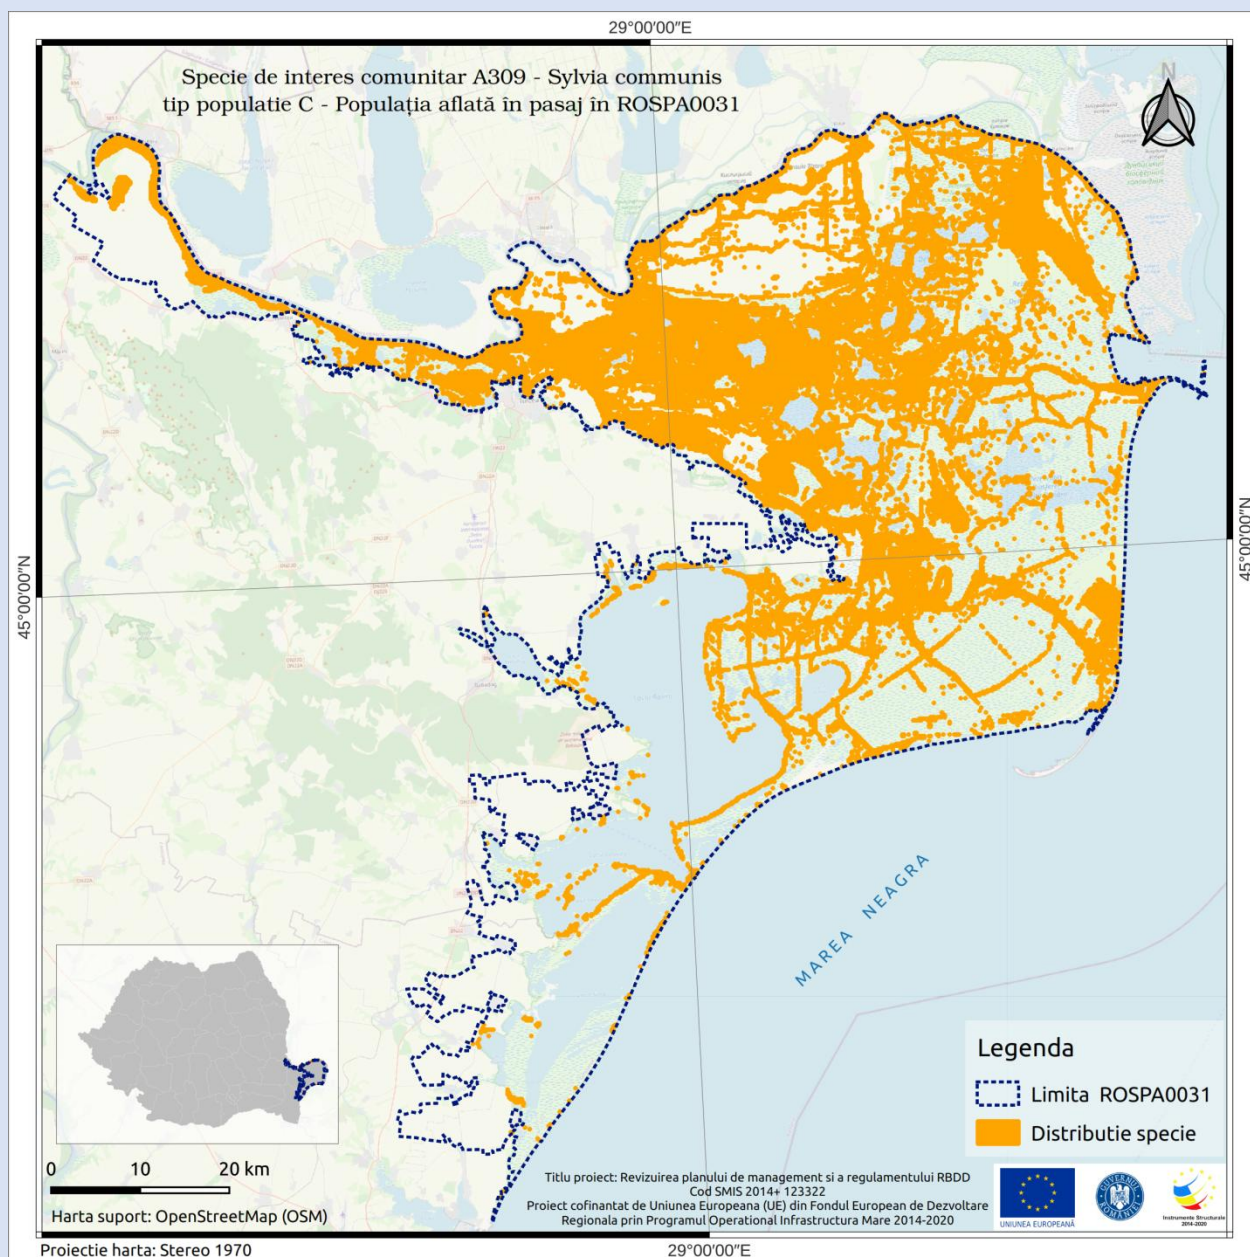 29°00′00″E
Specie de interes comunitar A309 - Sylvia communis
tip populatie C - Populația aflată în pasaj în ROSPA0031
N
45°00′00″N
45°00′00″N
MAREA NEAGRA
Legenda
Limita ROSPA0031
Distributie specie
0 10 20 km
Harta suport: OpenStreetMap (OSM)
Titlu proiect: Revizuirea planului de management si a regulamentului RBDD
Cod SMIS 2014+ 123322
Proiect cofinantat de Uniunea Europeana (UE) din Fondul European de Dezvoltare
Regionala prin Programul Operational Infrastructura Mare 2014-2020
UNIUNEA EUROPEANĂ
GUVERNUL ROMÂNIEI
Instrumente Structurale
2014-2020
Proiectie harta: Stereo 1970
29°00′00″E